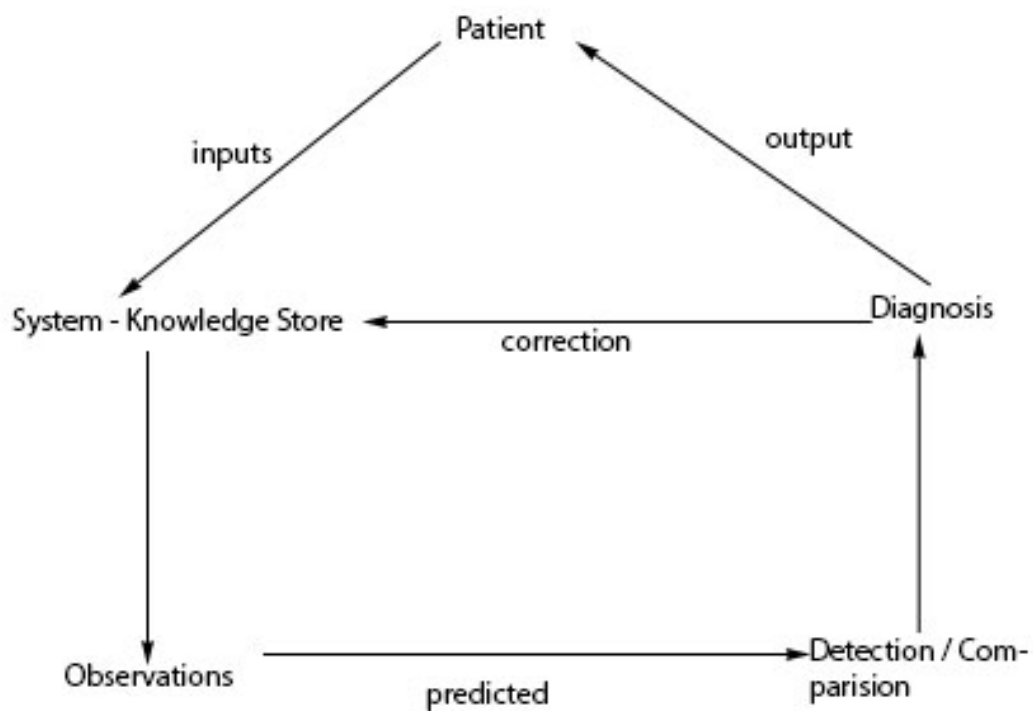 Patient
inputs
output
System - Knowledge Store
Diagnosis
correction
Observations
predicted
Detection / Com-
parision